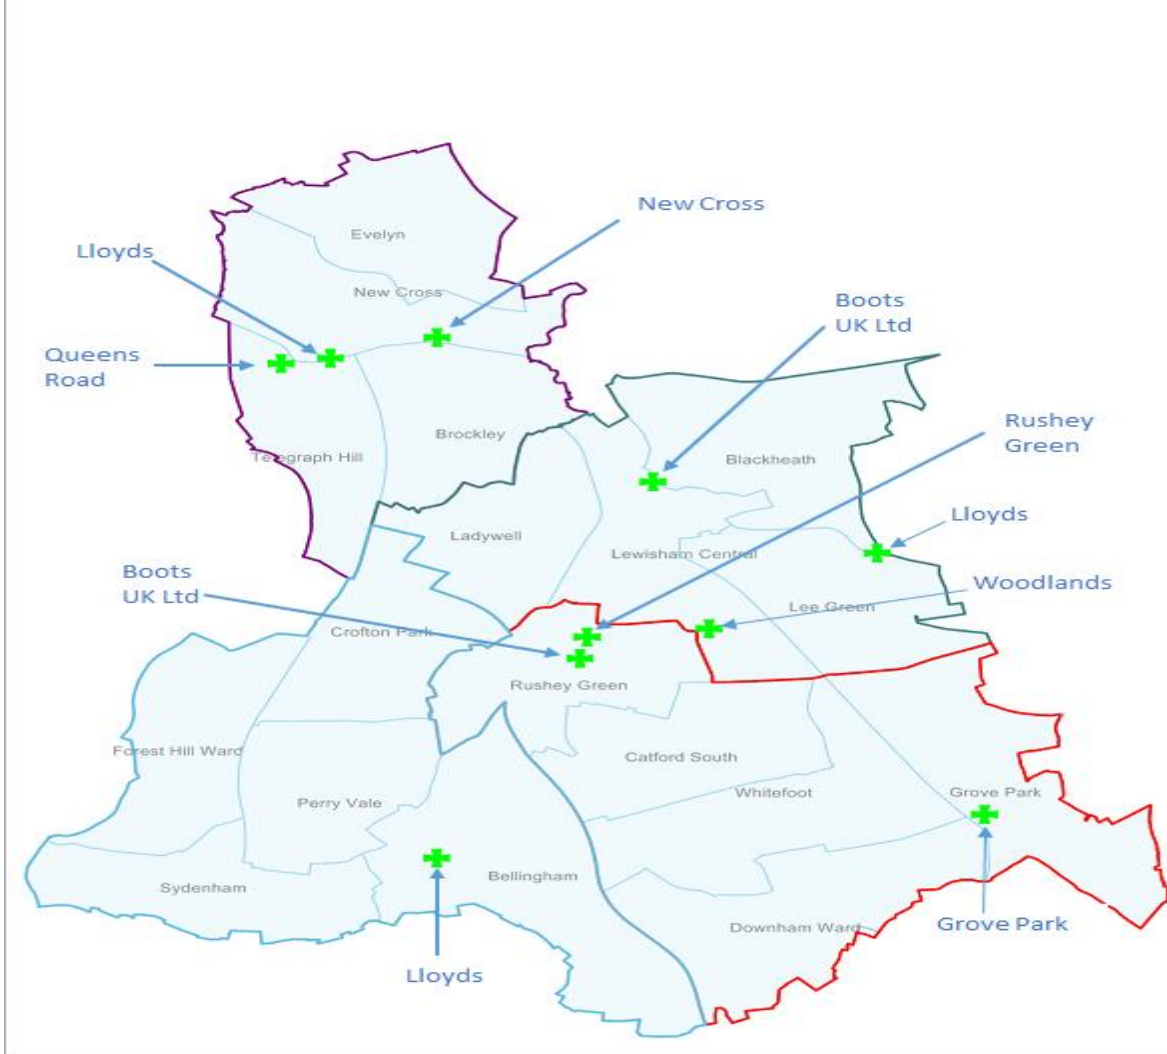 New Cross
Evelyn
Lloyds
New Cross
Boots
UK Ltd
Queens
Road
Rushey
Green
Brockley
Telegraph Hill
Blackheath
Lloyds
Ladywell
Lewisham Central
Boots
UK Ltd
Woodlands
Lee Green
Crofton Park
Rushey Green
Forest Hill Ward
Catford South
Whitefoot
Grove Park
Perry Vale
Bellingham
Sydenham
Downham Ward
Grove Park
Lloyds